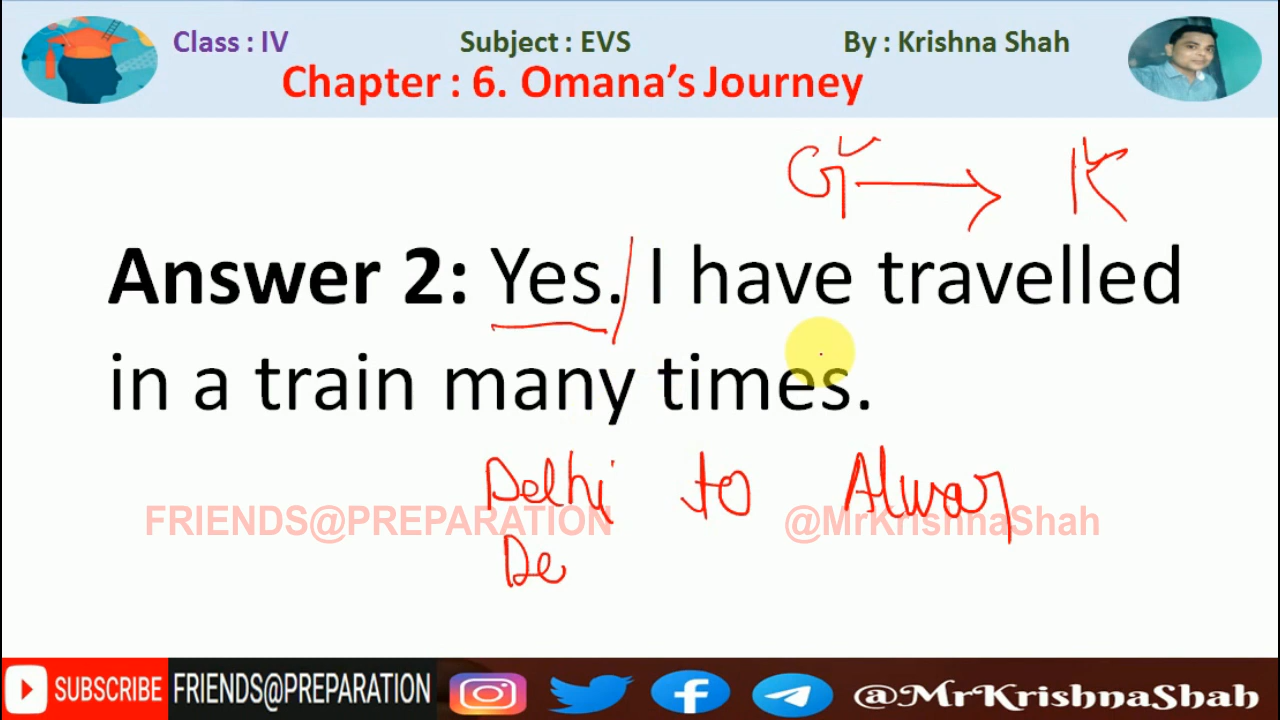 Class : IV Subject : EVS By : Krishna Shah
Chapter : 6. Omana's Journey
G → K
Answer 2: Yes. I have travelled
in a train many times.
Delhi to Alwar
FRIENDS@PREPARATION @MrKrishnaShah
De
SUBSCRIBE FRIENDS@PREPARATION @MrKrishnaShah